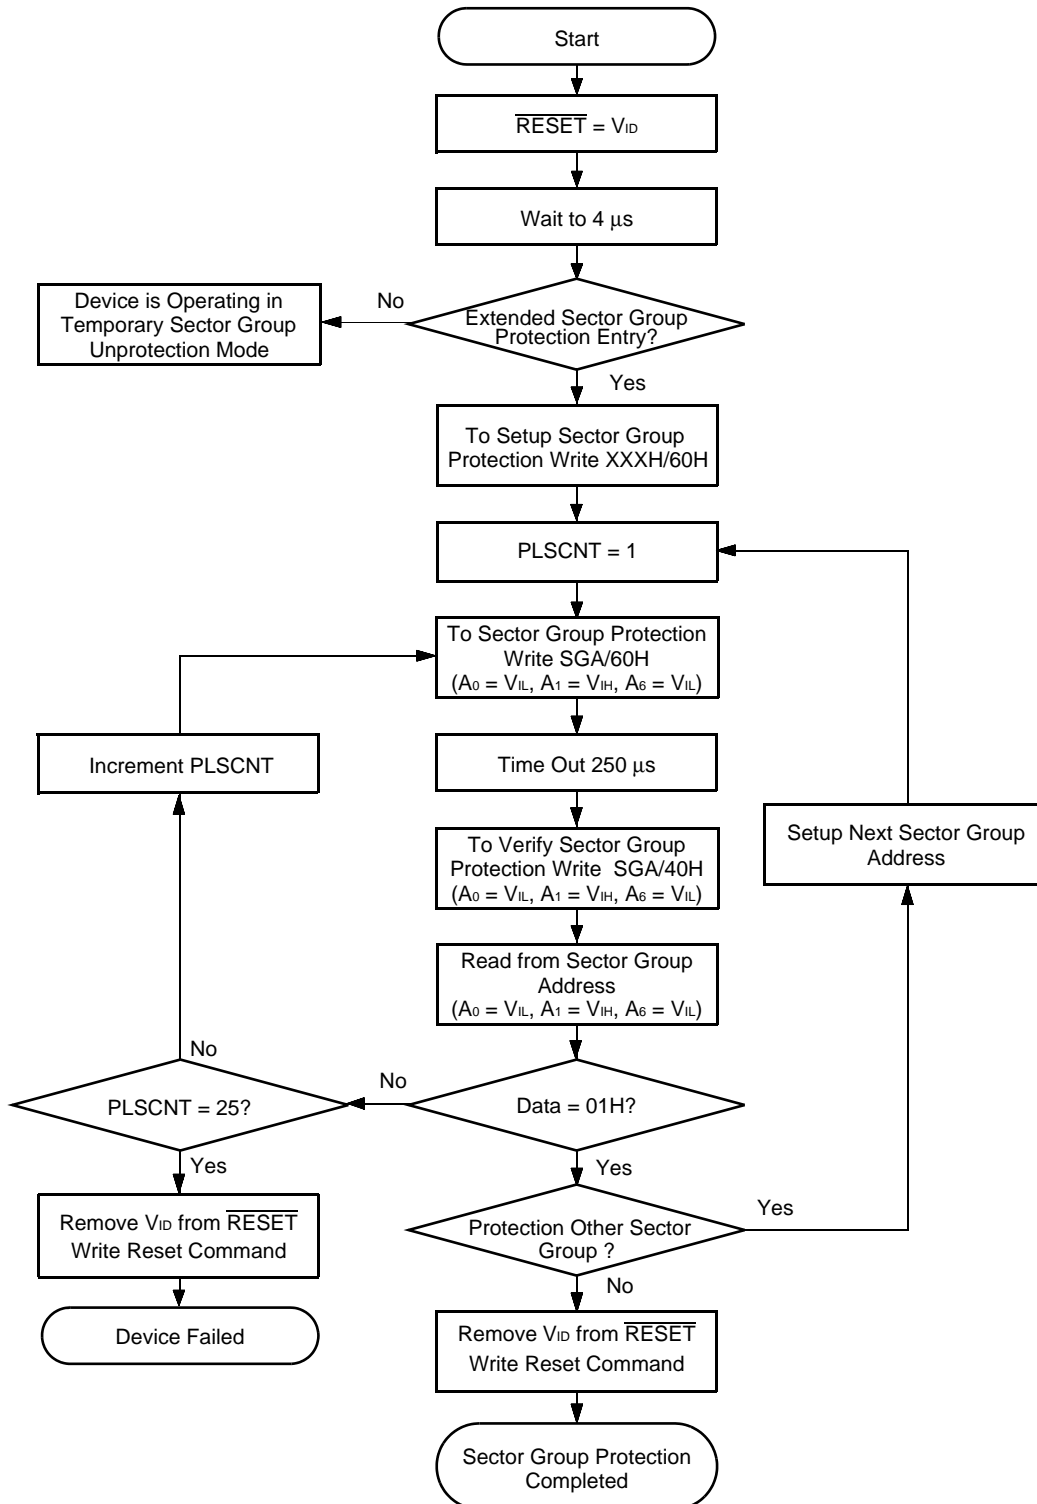 Start
RESET = VID
Wait to 4 μs
Device is Operating in
Temporary Sector Group
Unprotection Mode
No
Extended Sector Group
Protection Entry?
Yes
To Setup Sector Group
Protection Write XXXH/60H
PLSCNT = 1
To Sector Group Protection
Write SGA/60H
(A0 = VIL, A1 = VIH, A6 = VIL)
Increment PLSCNT
Time Out 250 μs
Setup Next Sector Group
Address
To Verify Sector Group
Protection Write SGA/40H
(A0 = VIL, A1 = VIH, A6 = VIL)
Read from Sector Group
Address
(A0 = VIL, A1 = VIH, A6 = VIL)
No
PLSCNT = 25?
No
Data = 01H?
Yes
Yes
Remove VID from RESET
Write Reset Command
Protection Other Sector
Group ?
Yes
No
Device Failed
Remove VID from RESET
Write Reset Command
Sector Group Protection
Completed